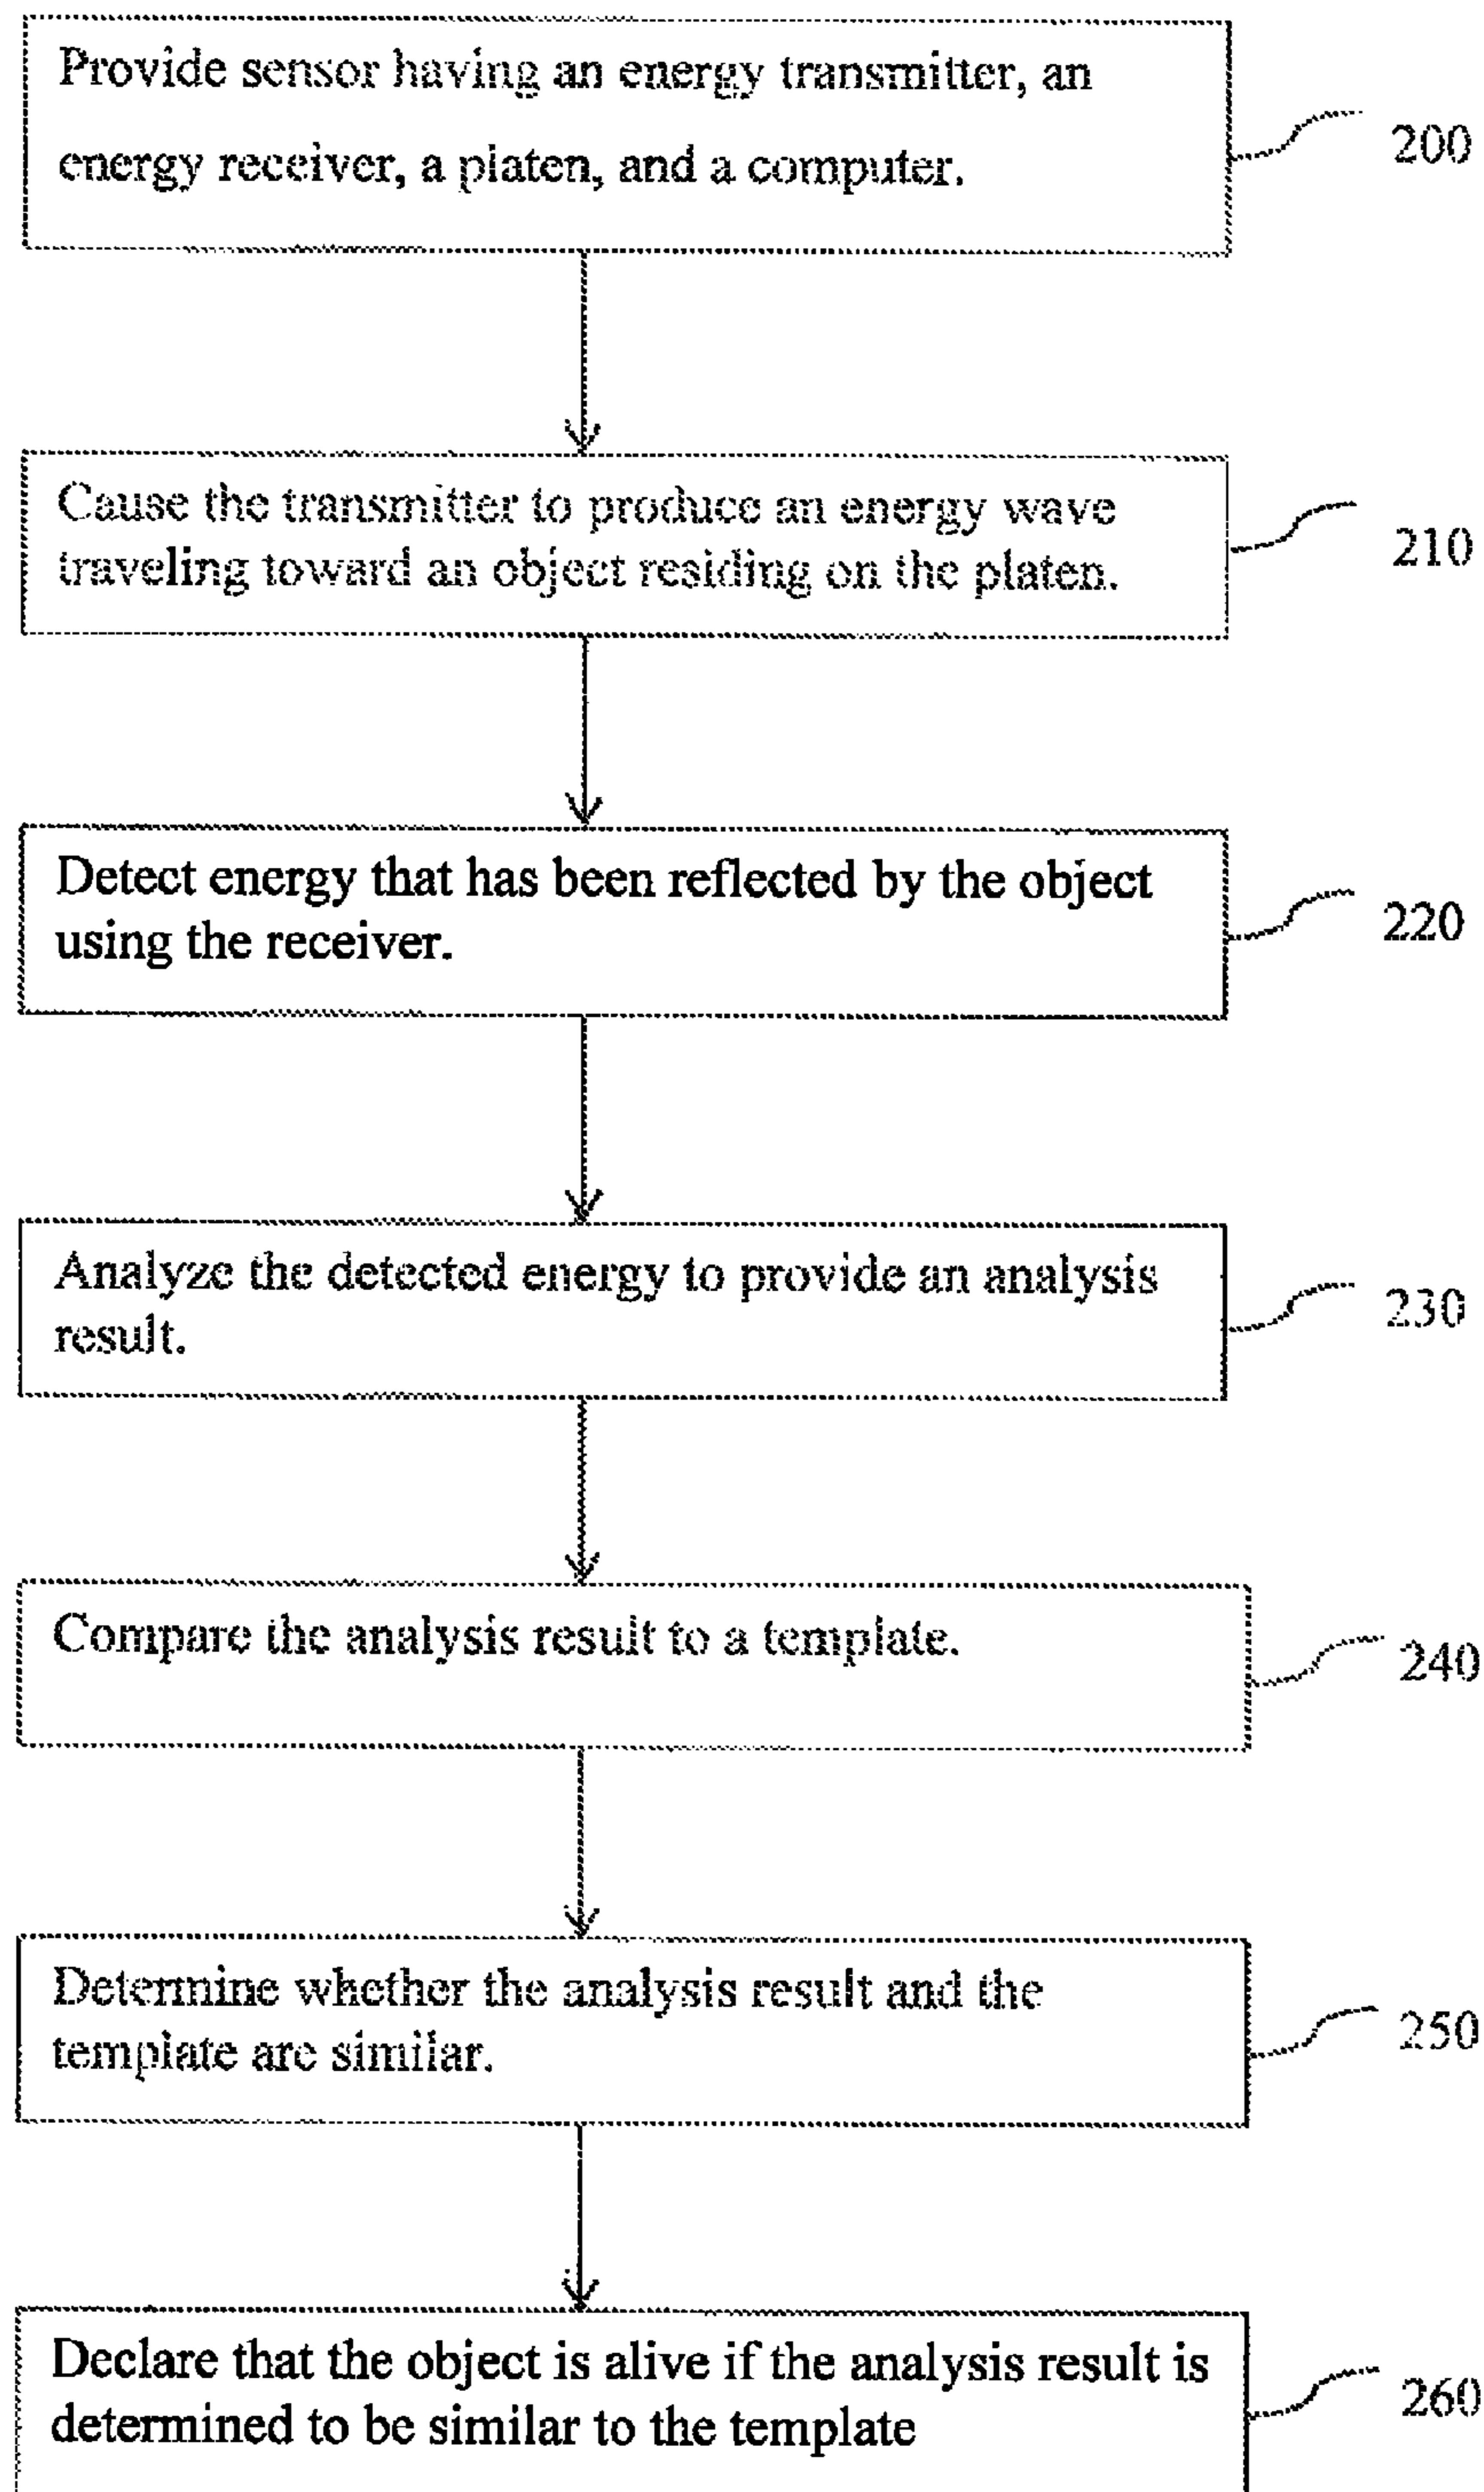 Provide sensor having an energy transmitter, an
energy receiver, a platen, and a computer.
200
Cause the transmitter to produce an energy wave
traveling toward an object residing on the platen.
210
Detect energy that has been reflected by the object
using the receiver.
220
Analyze the detected energy to provide an analysis
result.
230
Compare the analysis result to a template.
240
Determine whether the analysis result and the
template are similar.
250
Declare that the object is alive if the analysis result is
determined to be similar to the template
260